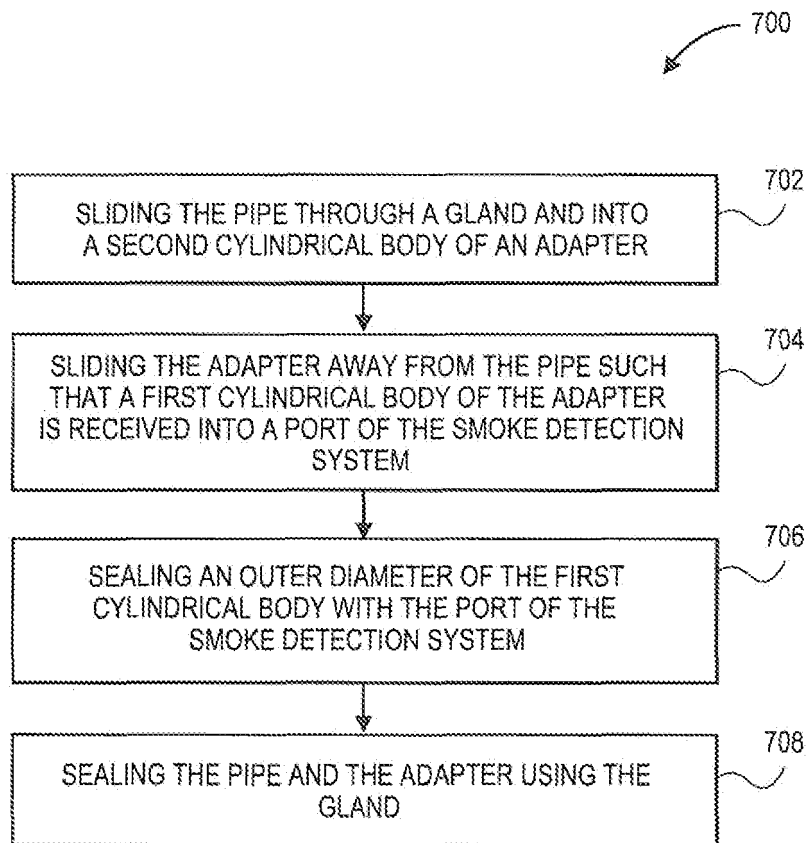 700
702
SLIDING THE PIPE THROUGH A GLAND AND INTO
A SECOND CYLINDRICAL BODY OF AN ADAPTER
704
SLIDING THE ADAPTER AWAY FROM THE PIPE SUCH
THAT A FIRST CYLINDRICAL BODY OF THE ADAPTER
IS RECEIVED INTO A PORT OF THE SMOKE DETECTION
SYSTEM
706
SEALING AN OUTER DIAMETER OF THE FIRST
CYLINDRICAL BODY WITH THE PORT OF THE
SMOKE DETECTION SYSTEM
708
SEALING THE PIPE AND THE ADAPTER USING THE
GLAND